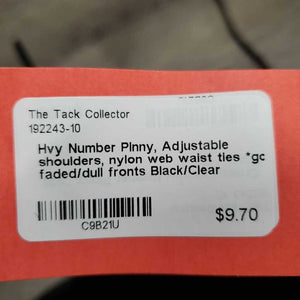 The Tack Collector
192243-10
Hvy Number Pinny, Adjustable
shoulders, nylon web waist ties *gc
faded/dull fronts Black/Clear
$9.70
C9B21U